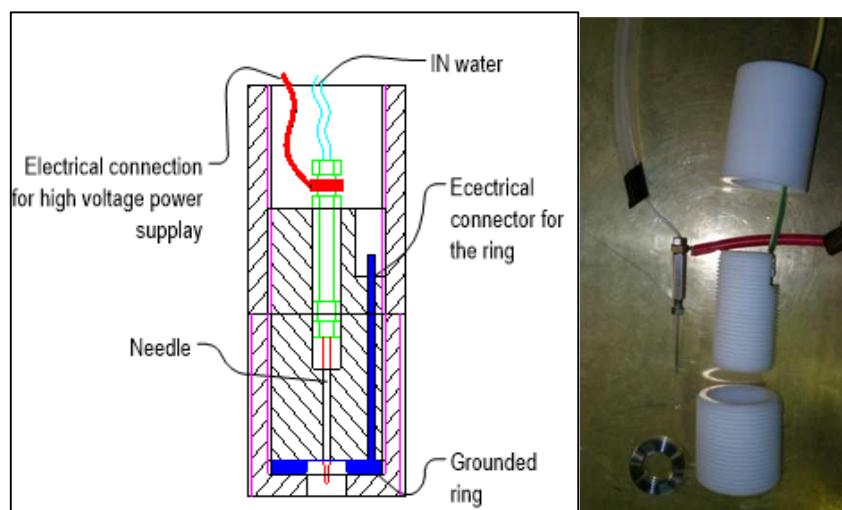 IN water
Electrical connection
for high voltage power
supplay
Ecectrical
connector for
the ring
Needle
Grounded
ring